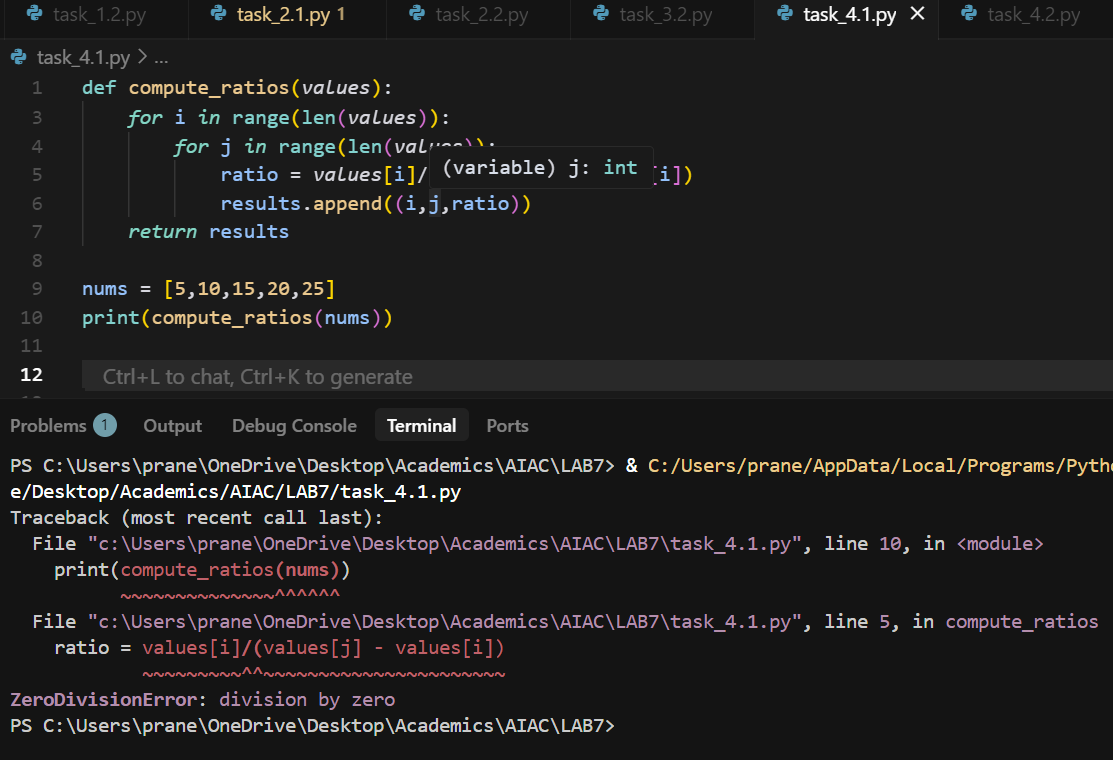 task_1.2.py task_2.1.py 1 task_2.2.py task_3.2.py task_4.1.py task_4.2.py
task_4.1.py > ...
1 def compute_ratios(values):
3 for i in range(len(values)):
4 for j in range(len(values)):
5 ratio = values[i]/ (variable) j: int [i])
6 results.append((i,j,ratio))
7 return results
8
9 nums = [5,10,15,20,25]
10 print(compute_ratios(nums))
11
12 Ctrl+L to chat, Ctrl+K to generate
Problems 1 Output Debug Console Terminal Ports
PS C:\Users\prane\OneDrive\Desktop\Academics\AIAC\LAB7> & C:/Users/prane/AppData/Local/Programs/Pytho
e/Desktop/Academics/AIAC/LAB7/task_4.1.py
Traceback (most recent call last):
File "c:\Users\prane\OneDrive\Desktop\Academics\AIAC\LAB7\task_4.1.py", line 10, in <module>
print(compute_ratios(nums))
~~~~~~~~~~~~~~^^^^^^
File "c:\Users\prane\OneDrive\Desktop\Academics\AIAC\LAB7\task_4.1.py", line 5, in compute_ratios
ratio = values[i]/(values[j] - values[i])
~~~~~~~~~^^~~~~~~~~~~~~~~~~~~~~~~
ZeroDivisionError: division by zero
PS C:\Users\prane\OneDrive\Desktop\Academics\AIAC\LAB7>